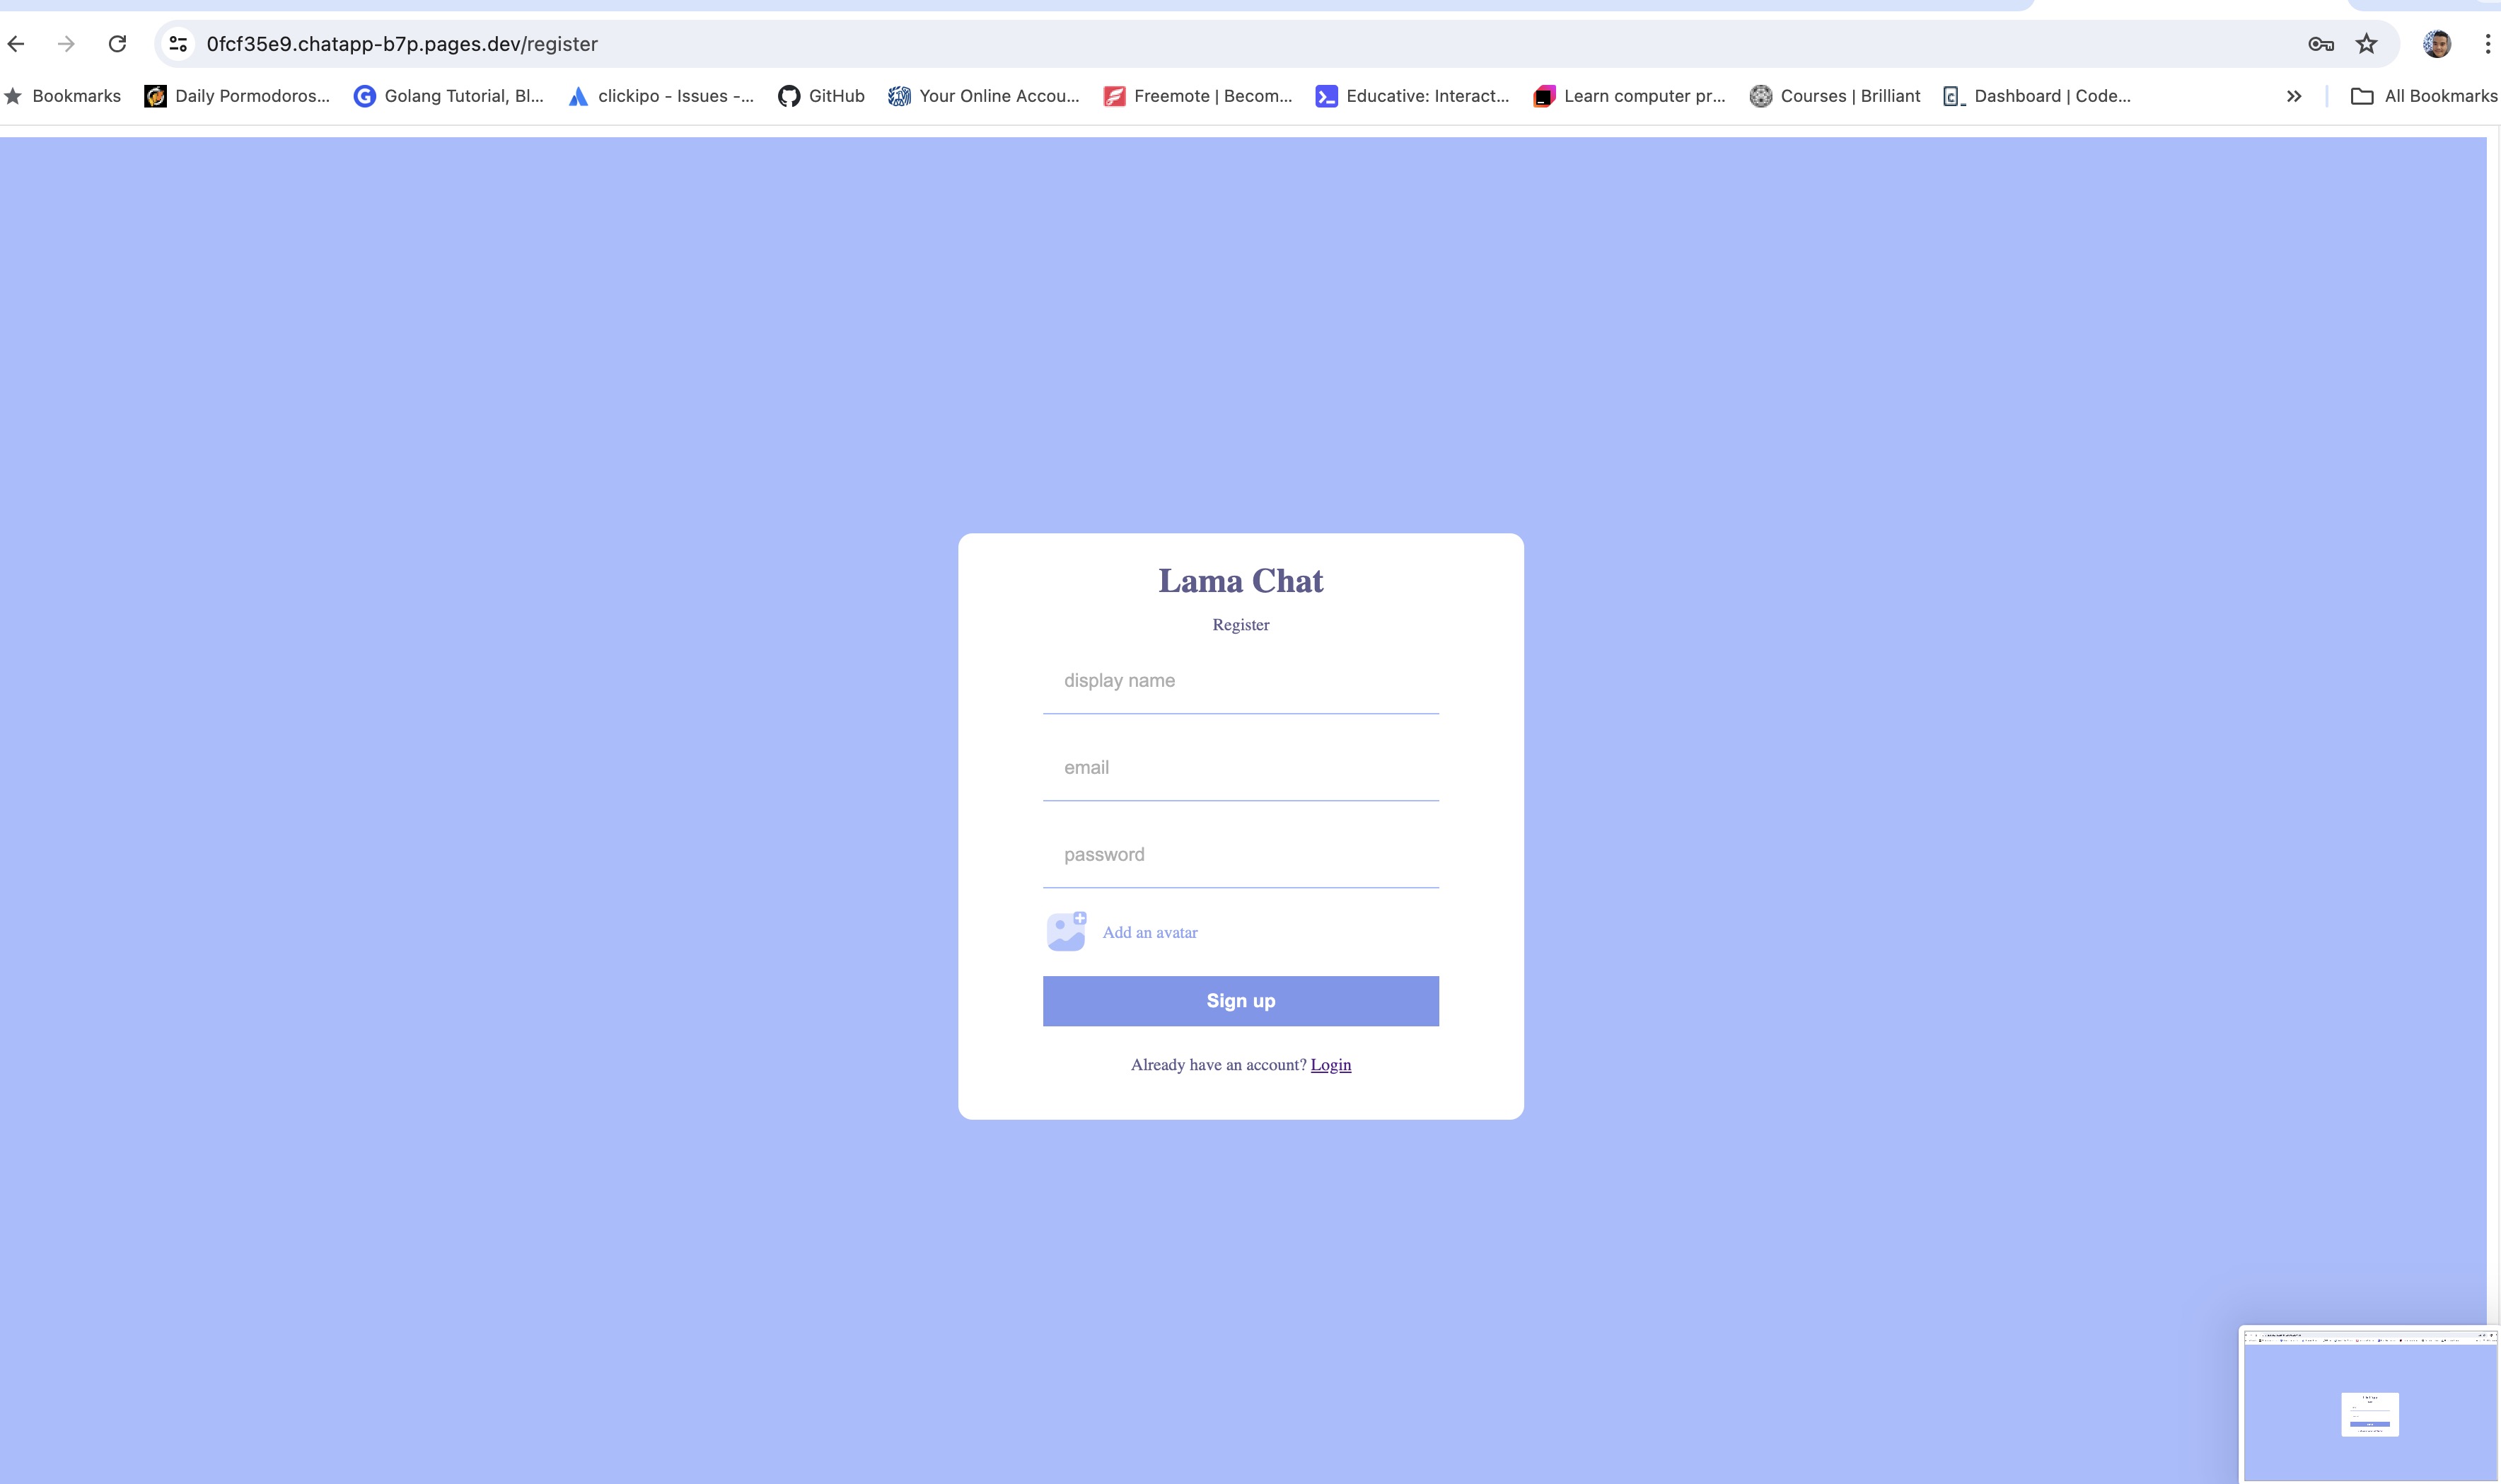 0fcf35e9.chatapp-b7p.pages.dev/register
Bookmarks Daily Pormodoros... Golang Tutorial, Bl... clickipo - Issues -... GitHub Your Online Accou... Freemote | Becom... Educative: Interact... Learn computer pr... Courses | Brilliant Dashboard | Code... All Bookmarks
Lama Chat
Register
display name
email
password
Add an avatar
Sign up
Already have an account? Login